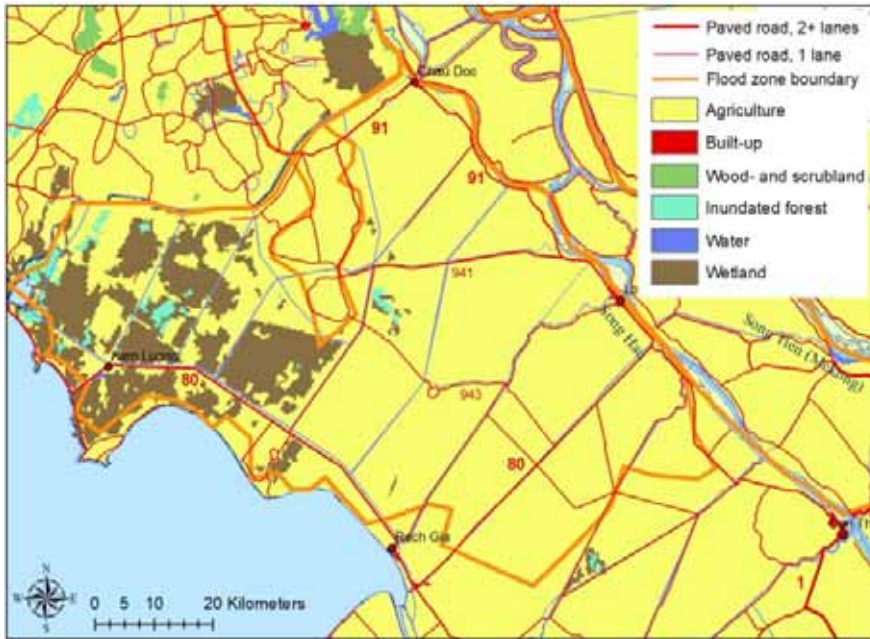 Paved road, 2+ lanes
Paved road, 1 lane
Flood zone boundary
Agriculture
Built-up
Wood- and scrubland
Inundated forest
Water
Wetland
Chau Doc
91
91
941
Song Hau
Song Tien (Mekong)
Kien Luong
80
943
80
Rach Gia
1
N
W
E
S
0 5 10 20 Kilometers